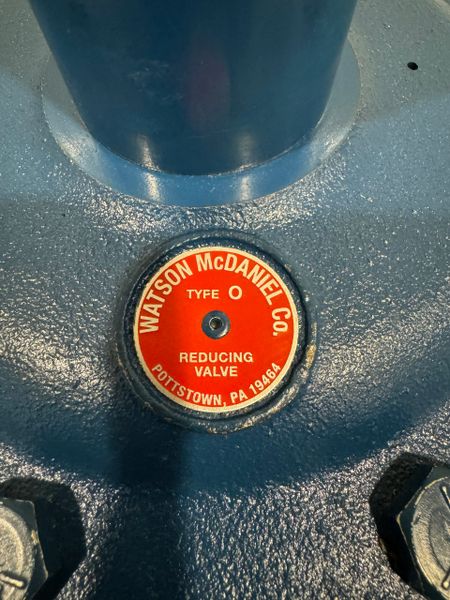 WATSON McDANIEL Co.
TYPE O
REDUCING
VALVE
POTTSTOWN, PA 19464